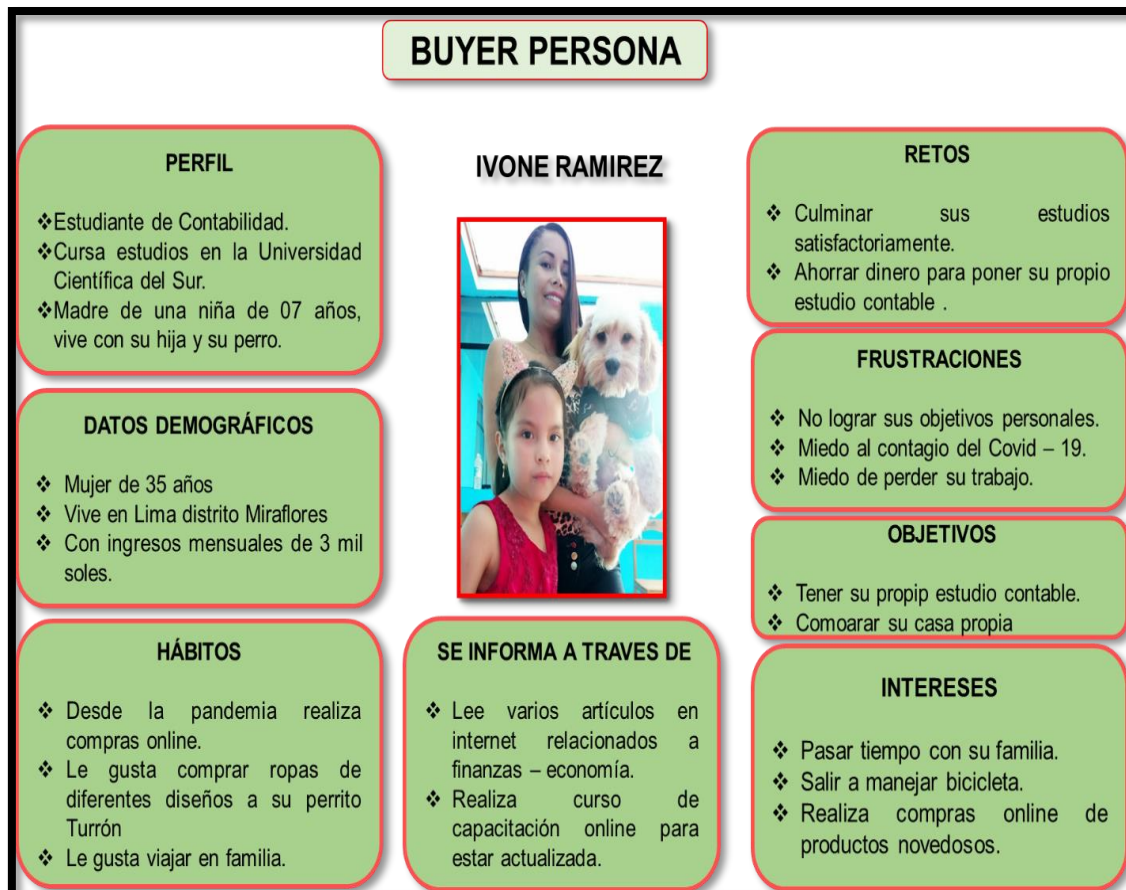 BUYER PERSONA
PERFIL
❖Estudiante de Contabilidad.
❖Cursa estudios en la Universidad
Científica del Sur.
❖Madre de una niña de 07 años,
vive con su hija y su perro.
DATOS DEMOGRÁFICOS
❖ Mujer de 35 años
❖ Vive en Lima distrito Miraflores
❖ Con ingresos mensuales de 3 mil
soles.
HÁBITOS
❖ Desde la pandemia realiza
compras online.
❖ Le gusta comprar ropas de
diferentes diseños a su perrito
Turrón
❖ Le gusta viajar en familia.
IVONE RAMIREZ
SE INFORMA A TRAVES DE
❖ Lee varios artículos en
internet relacionados a
finanzas – economía.
❖ Realiza curso de
capacitación online para
estar actualizada.
RETOS
❖ Culminar sus estudios
satisfactoriamente.
❖ Ahorrar dinero para poner su propio
estudio contable .
FRUSTRACIONES
❖ No lograr sus objetivos personales.
❖ Miedo al contagio del Covid – 19.
❖ Miedo de perder su trabajo.
OBJETIVOS
❖ Tener su propip estudio contable.
❖ Comoarar su casa propia
INTERESES
❖ Pasar tiempo con su familia.
❖ Salir a manejar bicicleta.
❖ Realiza compras online de
productos novedosos.